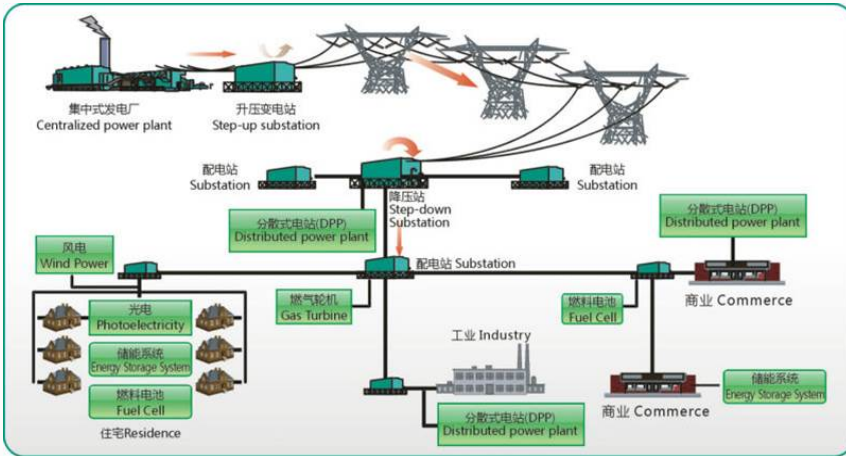 集中式发电厂
Centralized power plant
升压变电站
Step-up substation
配电站
Substation
配电站
Substation
降压站
Step-down
Substation
分散式电站(DPP)
Distributed power plant
分散式电站(DPP)
Distributed power plant
风电
Wind Power
配电站 Substation
燃气轮机
Gas Turbine
燃料电池
Fuel Cell
商业 Commerce
光电
Photoelectricity
储能系统
Energy Storage System
燃料电池
Fuel Cell
住宅Residence
工业 Industry
分散式电站(DPP)
Distributed power plant
储能系统
Energy Storage System
商业 Commerce